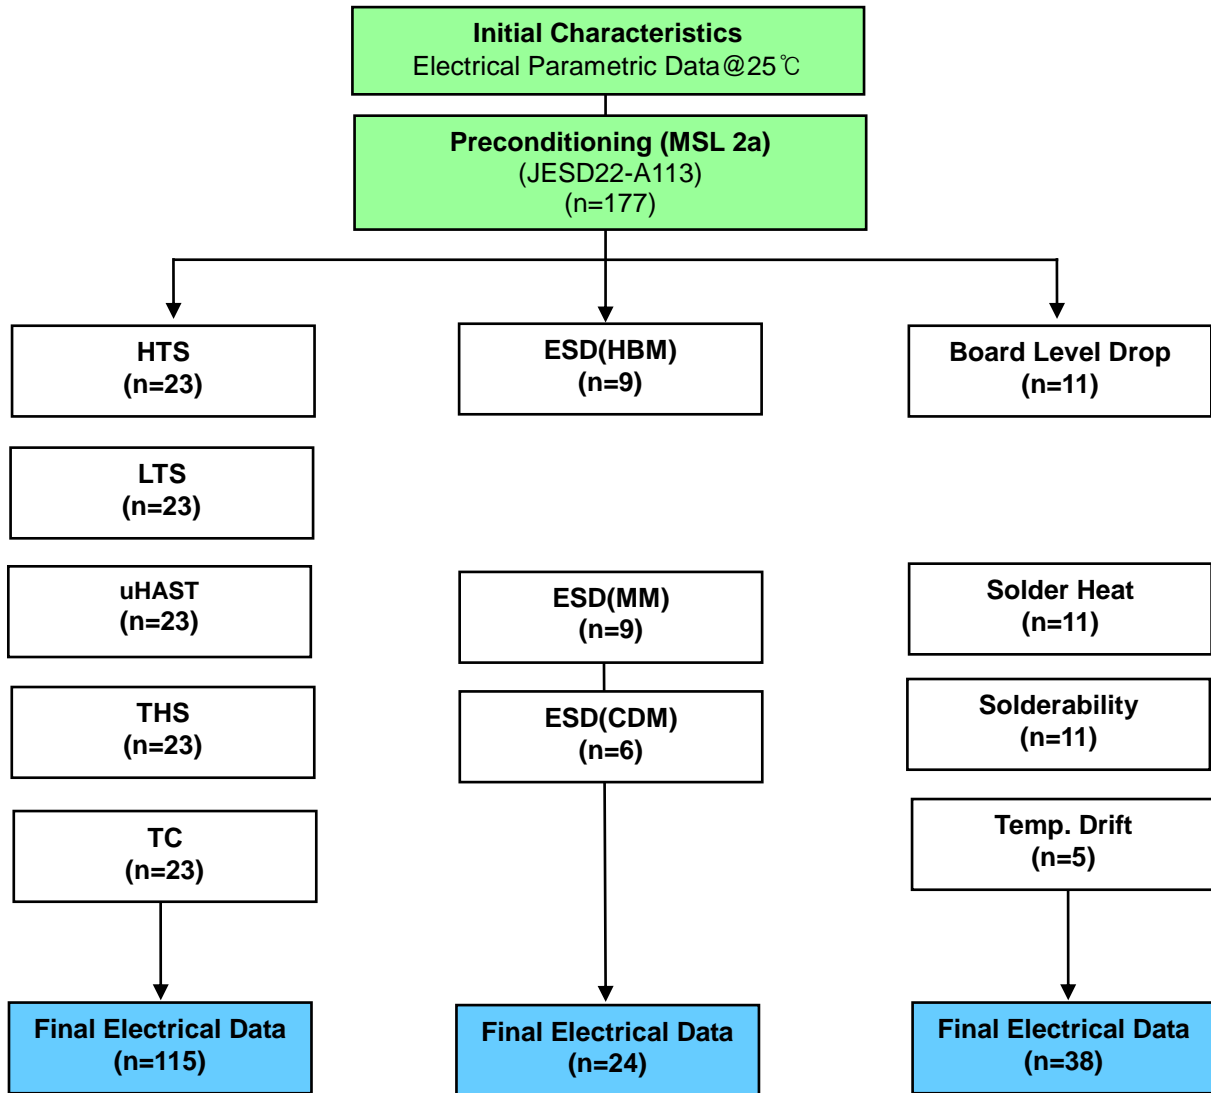 Initial Characteristics
Electrical Parametric Data@25℃
Preconditioning (MSL 2a)
(JESD22-A113)
(n=177)
HTS
(n=23)
LTS
(n=23)
uHAST
(n=23)
THS
(n=23)
TC
(n=23)
Final Electrical Data
(n=115)
ESD(HBM)
(n=9)
ESD(MM)
(n=9)
ESD(CDM)
(n=6)
Final Electrical Data
(n=24)
Board Level Drop
(n=11)
Solder Heat
(n=11)
Solderability
(n=11)
Temp. Drift
(n=5)
Final Electrical Data
(n=38)